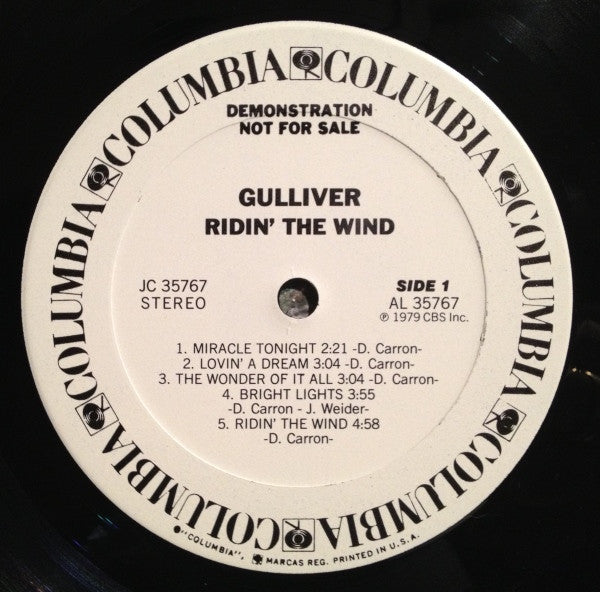 COLUMBIA COLUMBIA COLUMBIA COLUMBIA COLUMBIA COLUMBIA COLUMBIA COLUMBIA
DEMONSTRATION
NOT FOR SALE
GULLIVER
RIDIN' THE WIND
JC 35767
STEREO
SIDE 1
AL 35767
℗ 1979 CBS Inc.
1. MIRACLE TONIGHT 2:21 -D. Carron-
2. LOVIN' A DREAM 3:04 -D. Carron-
3. THE WONDER OF IT ALL 3:04 -D. Carron-
4. BRIGHT LIGHTS 3:55
-D. Carron - J. Weider-
5. RIDIN' THE WIND 4:58
-D. Carron-
"COLUMBIA", MARCAS REG. PRINTED IN U.S.A.